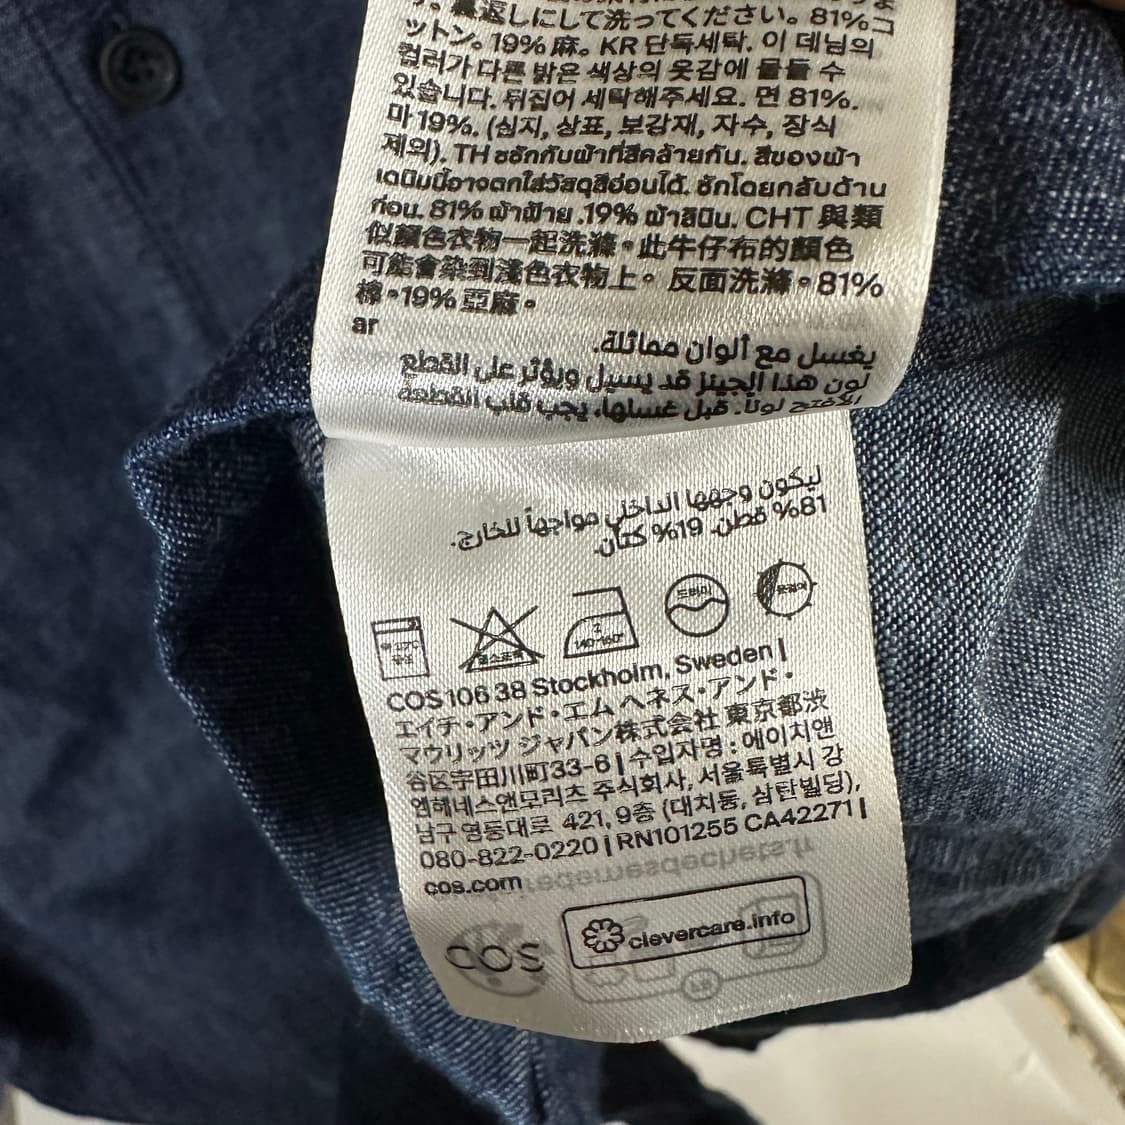 返しにして洗ってください。81%コ
ットン。19%麻。KR 단독세탁. 이 데님의
컬러가 다른 밝은 색상의 옷감에 물들 수
있습니다. 뒤집어 세탁해주세요. 면 81%.
마 19%. (심지, 상표, 보강재, 자수, 장식
제외). TH ซักกับผ้าที่สีคล้ายกัน. สีของผ้า
เดนิมนี้อาจตกใส่วัสดุสีอ่อนได้. ซักโดยกลับด้าน
ก่อน. 81% ผ้าฝ้าย .19% ผ้าลินิน. CHT 與類
似顏色衣物一起洗滌。此牛仔布的顏色
可能會染到淺色衣物上。反面洗滌。81%
棉。19% 亞麻。
ar
يغسل مع ألوان مماثلة.
لون هذا الجينز قد يسيل ويؤثر على القطع
الأفتح لوناً. قبل غسلها، يجب قلب القطعة
ليكون وجهها الداخلي مواجهاً للخارج.
81% قطن. 19% كتان.
드라이
COS 106 38 Stockholm, Sweden |
エイチ・アンド・エム ヘネス・アンド・
マウリッツ ジャパン株式会社 東京都渋
谷区宇田川町33-6 | 수입자명 : 에이치앤
엠헤네스앤모리츠 주식회사, 서울특별시 강
남구 영동대로 421, 9층 (대치동, 삼탄빌딩),
080-822-0220 | RN101255 CA42271 |
cos.com
COS
clevercare.info